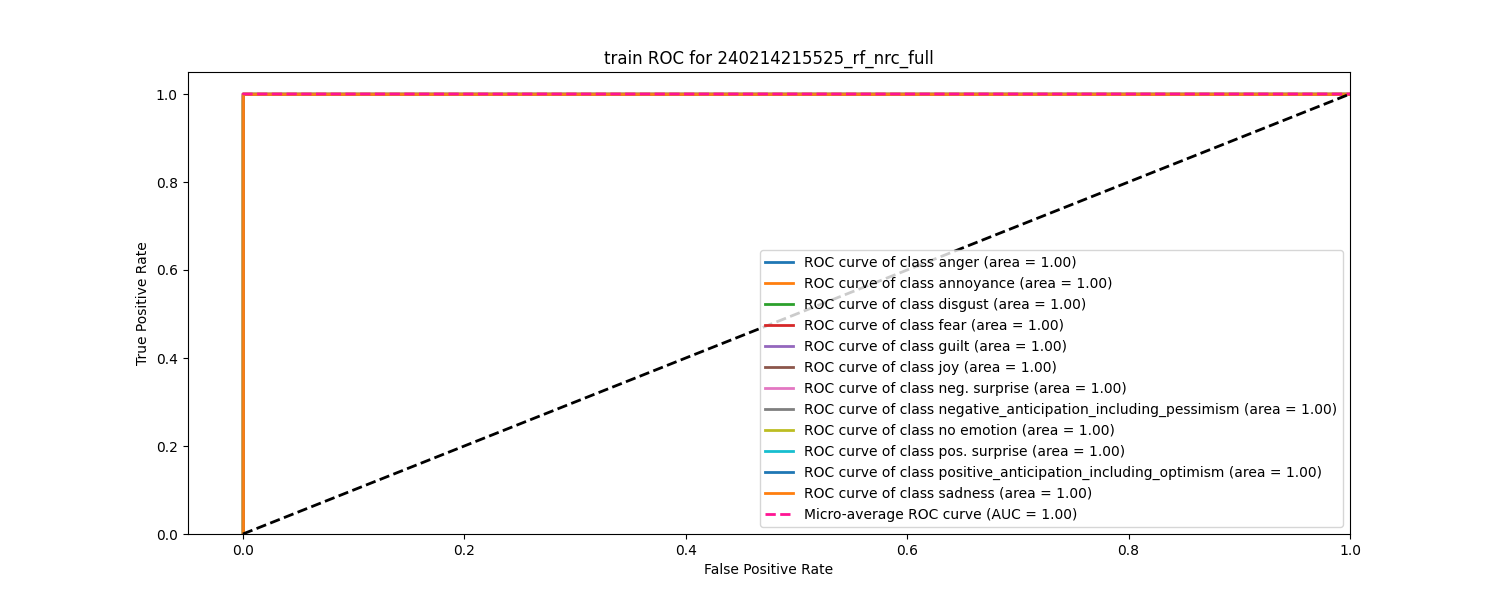 train ROC for 240214215525_rf_nrc_full
True Positive Rate
1.0
0.8
0.6
0.4
0.2
0.0
ROC curve of class anger (area = 1.00)
ROC curve of class annoyance (area = 1.00)
ROC curve of class disgust (area = 1.00)
ROC curve of class fear (area = 1.00)
ROC curve of class guilt (area = 1.00)
ROC curve of class joy (area = 1.00)
ROC curve of class neg. surprise (area = 1.00)
ROC curve of class negative_anticipation_including_pessimism (area = 1.00)
ROC curve of class no emotion (area = 1.00)
ROC curve of class pos. surprise (area = 1.00)
ROC curve of class positive_anticipation_including_optimism (area = 1.00)
ROC curve of class sadness (area = 1.00)
Micro-average ROC curve (AUC = 1.00)
0.0 0.2 0.4 0.6 0.8 1.0
False Positive Rate